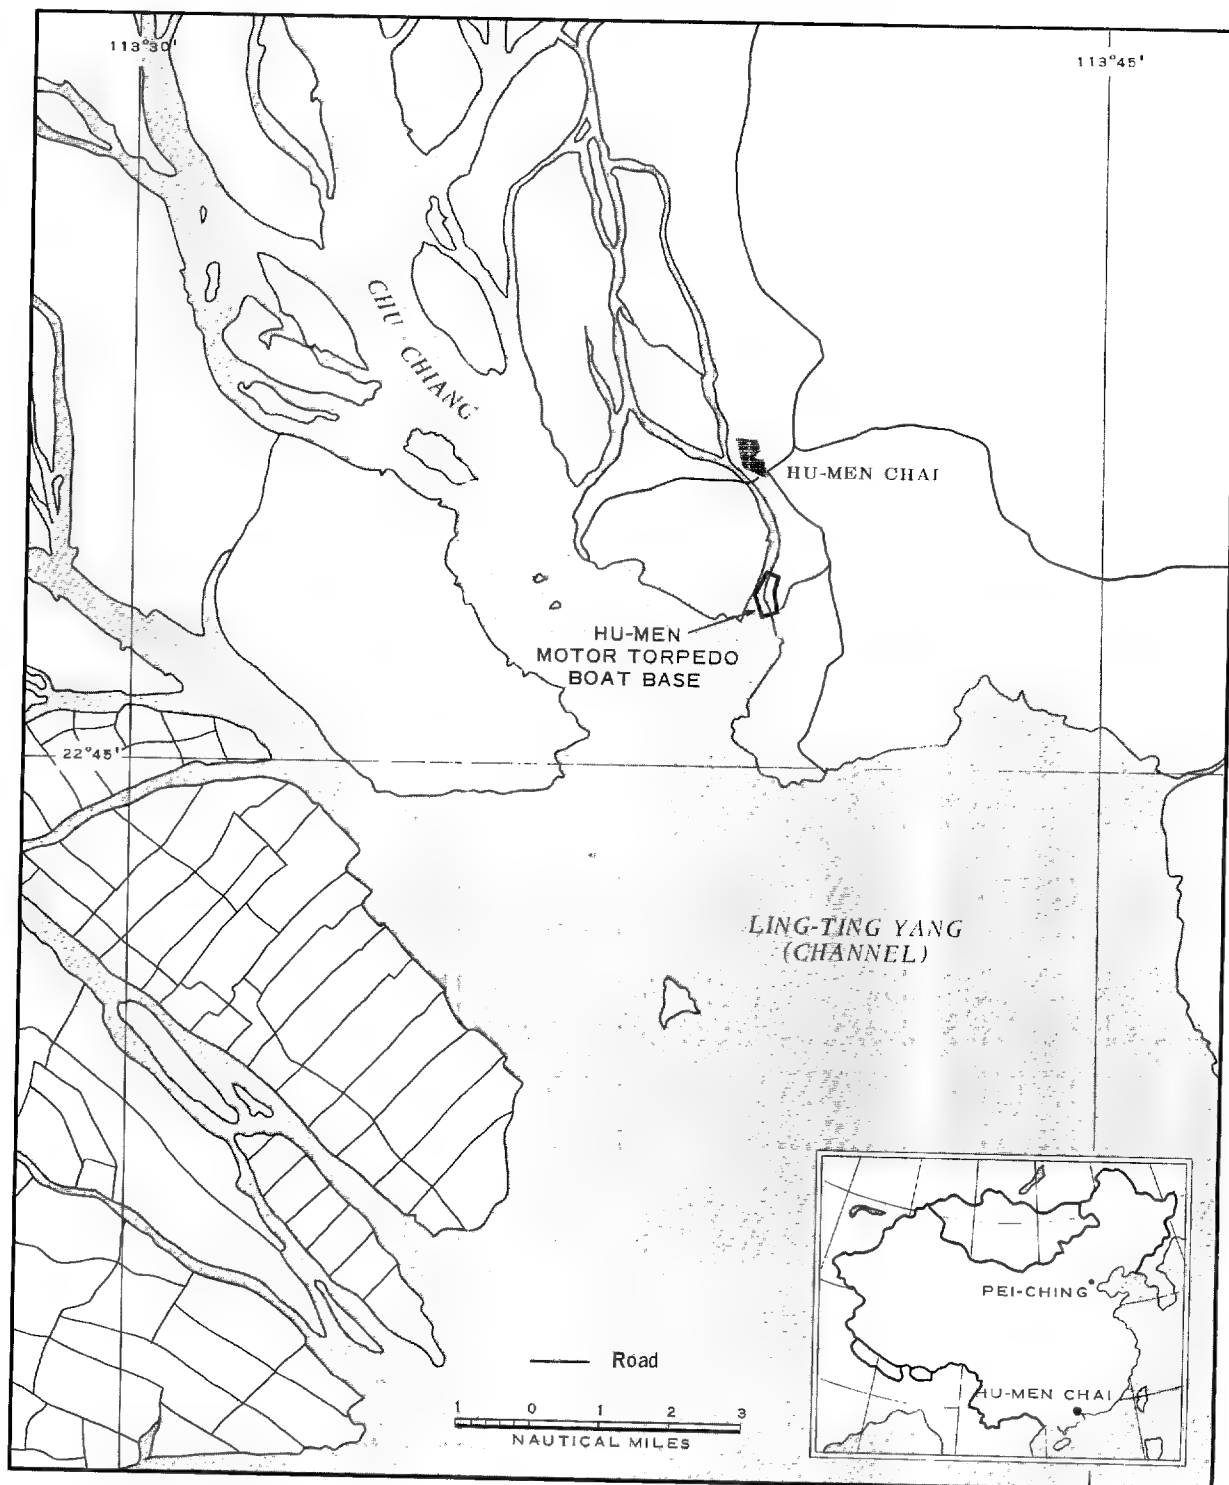 113°30'
113°45'
CHU CHIANG
HU-MEN CHAI
HU-MEN
MOTOR TORPEDO
BOAT BASE
22°45'
LING-TING YANG
(CHANNEL)
PEI-CHING
HU-MEN CHAI
Road
1 0 1 2 3
NAUTICAL MILES